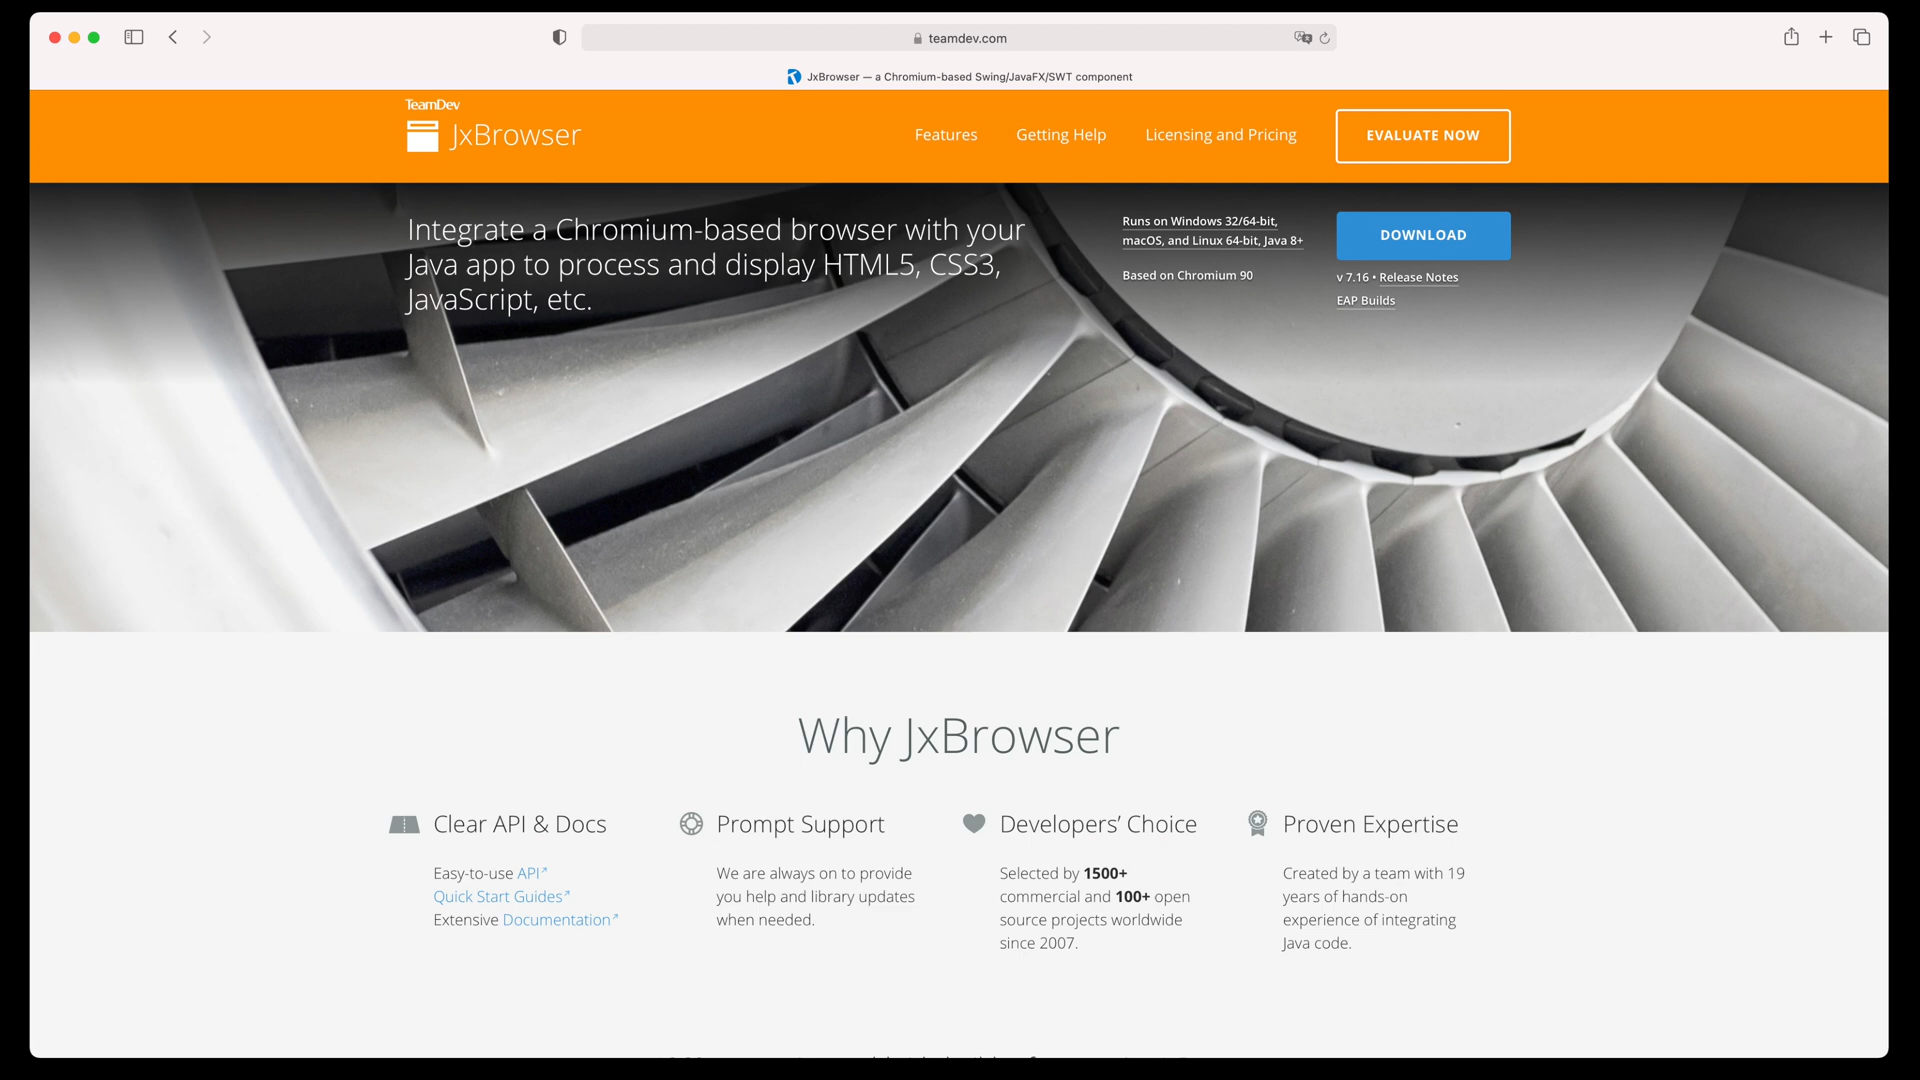 teamdev.com
JxBrowser — a Chromium-based Swing/JavaFX/SWT component
TeamDev
JxBrowser
Features
Getting Help
Licensing and Pricing
EVALUATE NOW
Integrate a Chromium-based browser with your
Java app to process and display HTML5, CSS3,
JavaScript, etc.
Runs on Windows 32/64-bit,
macOS, and Linux 64-bit, Java 8+
Based on Chromium 90
DOWNLOAD
v 7.16 • Release Notes
EAP Builds
Why JxBrowser
Clear API & Docs
Easy-to-use API
Quick Start Guides
Extensive Documentation
Prompt Support
We are always on to provide
you help and library updates
when needed.
Developers’ Choice
Selected by 1500+
commercial and 100+ open
source projects worldwide
since 2007.
Proven Expertise
Created by a team with 19
years of hands-on
experience of integrating
Java code.